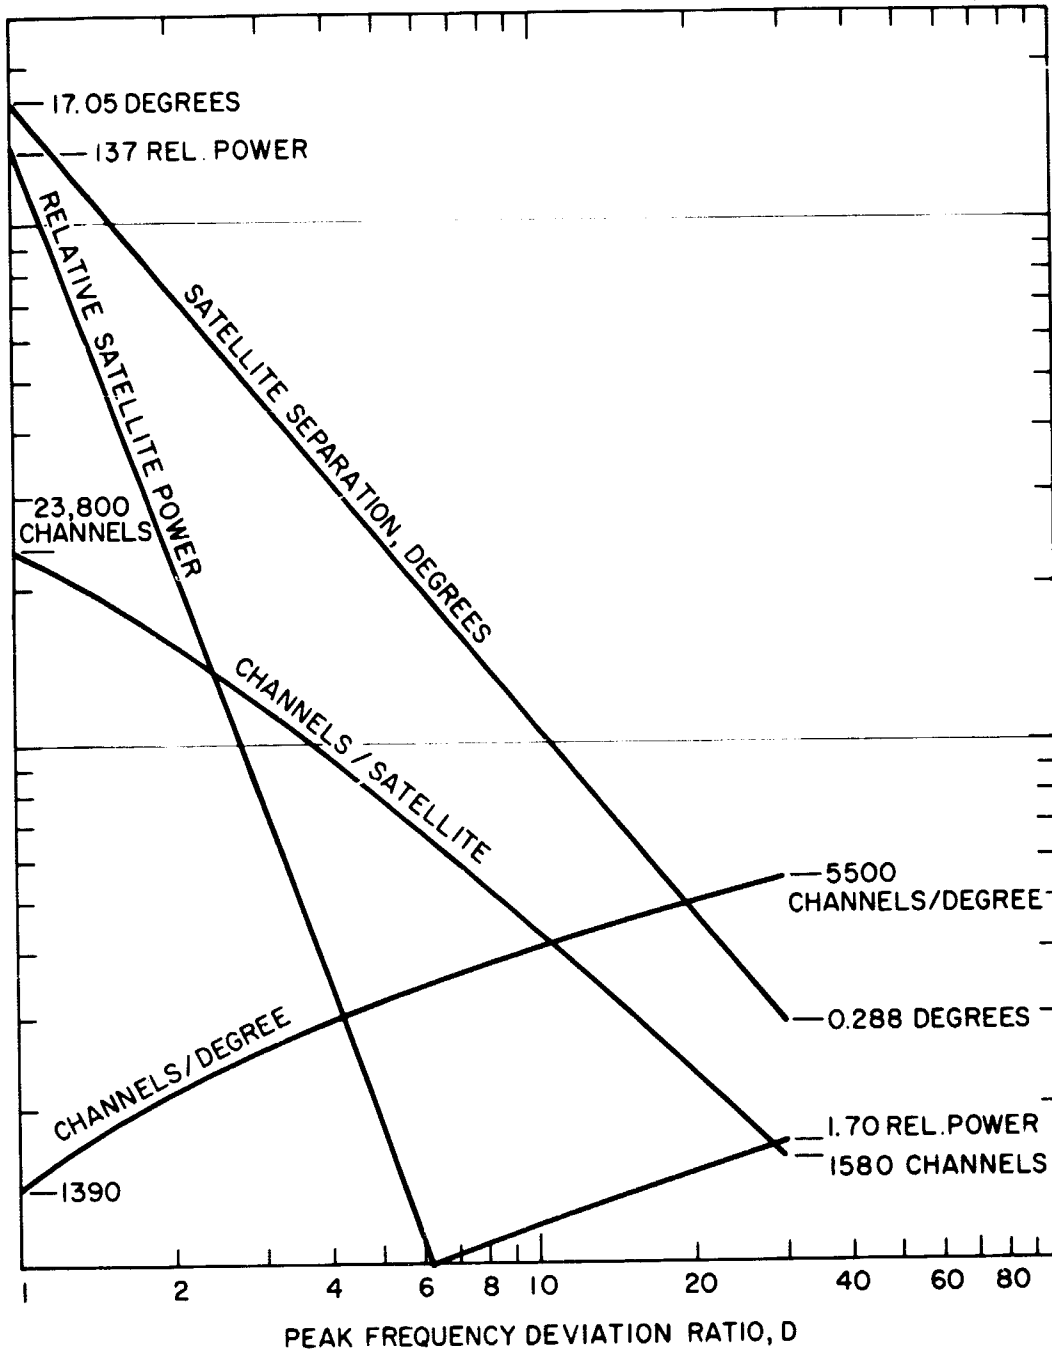 17.05 DEGREES
137 REL. POWER
RELATIVE SATELLITE POWER
SATELLITE SEPARATION, DEGREES
23,800
CHANNELS
CHANNELS/SATELLITE
5500
CHANNELS/DEGREE
CHANNELS/DEGREE
0.288 DEGREES
1.70 REL. POWER
1580 CHANNELS
1390
1 2 4 6 8 10 20 40 60 80
PEAK FREQUENCY DEVIATION RATIO, D